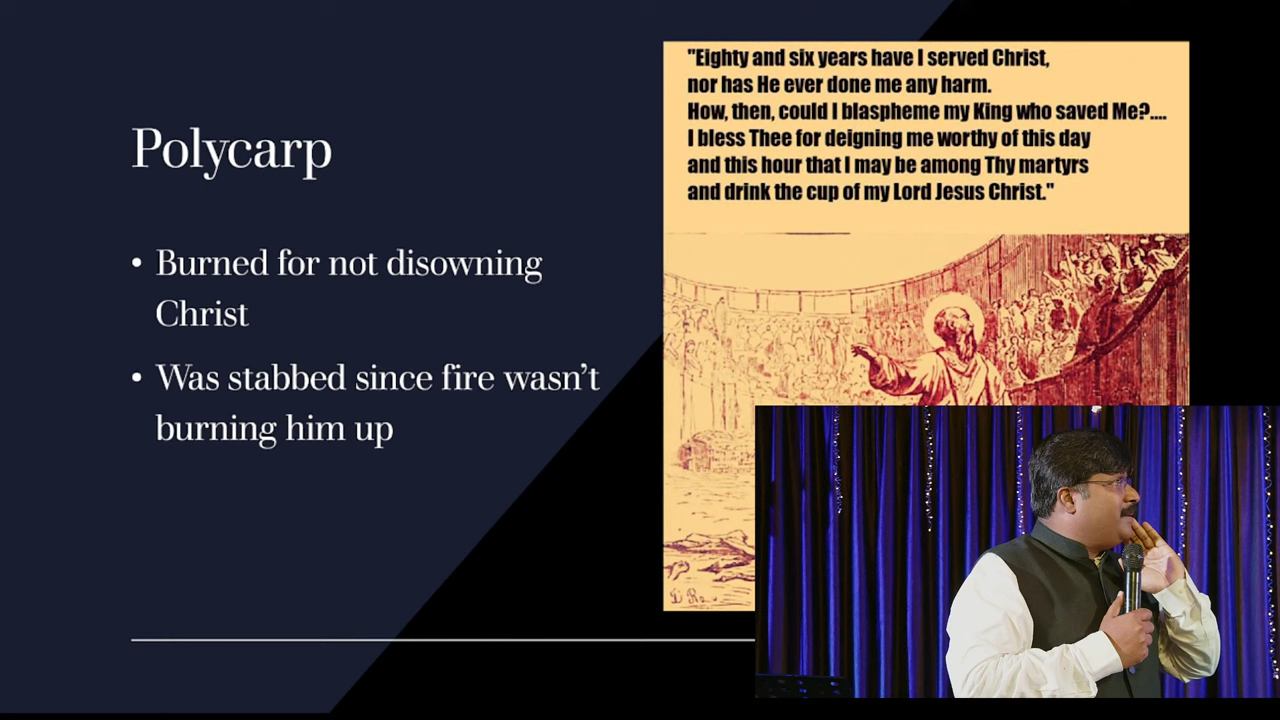 Polycarp
• Burned for not disowning
Christ
• Was stabbed since fire wasn’t
burning him up
"Eighty and six years have I served Christ,
nor has He ever done me any harm.
How, then, could I blaspheme my King who saved Me?....
I bless Thee for deigning me worthy of this day
and this hour that I may be among Thy martyrs
and drink the cup of my Lord Jesus Christ."